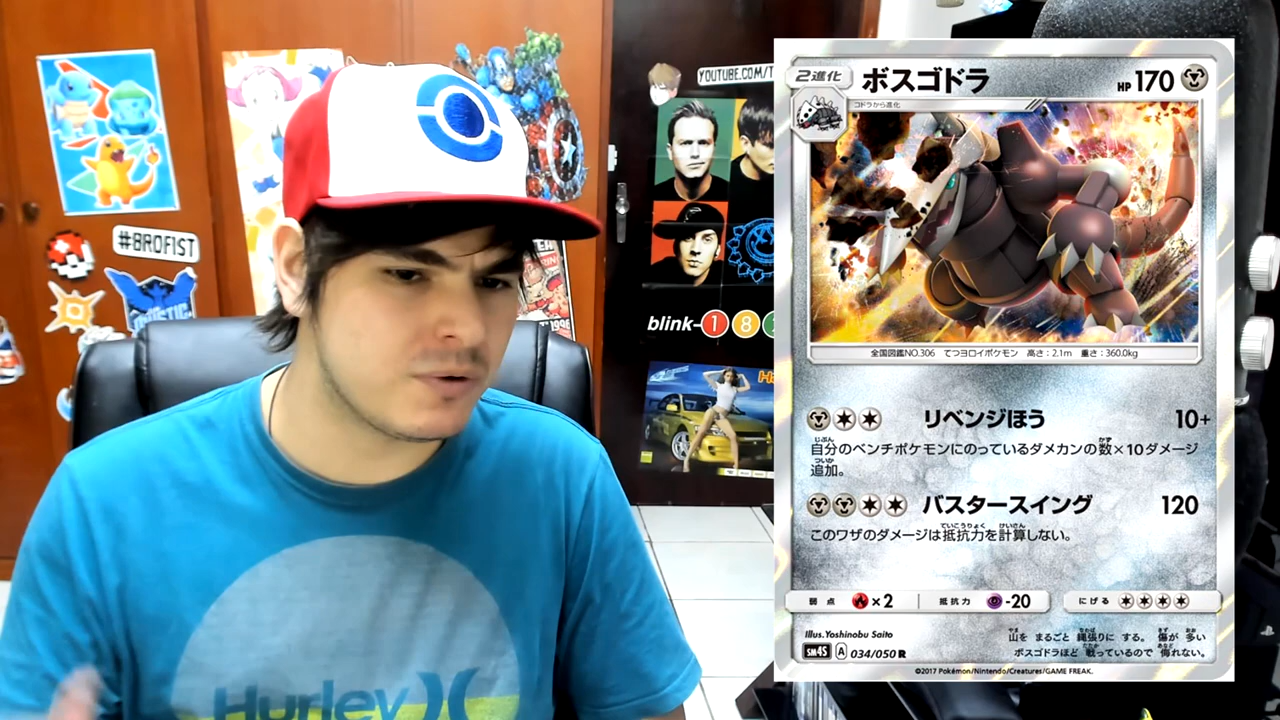 YOUTUBE.COM/T
#BROFIST
blink-18
Hurley
2進化
ボスゴドラ
HP 170
コドラから進化
全国図鑑NO.306 てつヨロイポケモン 高さ:2.1m 重さ:360.0kg
リベンジほう 10+
自分のベンチポケモンにのっているダメカンの数×10ダメージ
追加。
バスタースイング 120
このワザのダメージは抵抗力を計算しない。
弱点 ×2 抵抗力 -20 にげる
Illus.Yoshinobu Saito
山を まるごと 縄張りに する。 傷が 多い
ボスゴドラほど 戦っているので 侮れない。
SM4S A 034/050 R
©2017 Pokémon/Nintendo/Creatures/GAME FREAK.